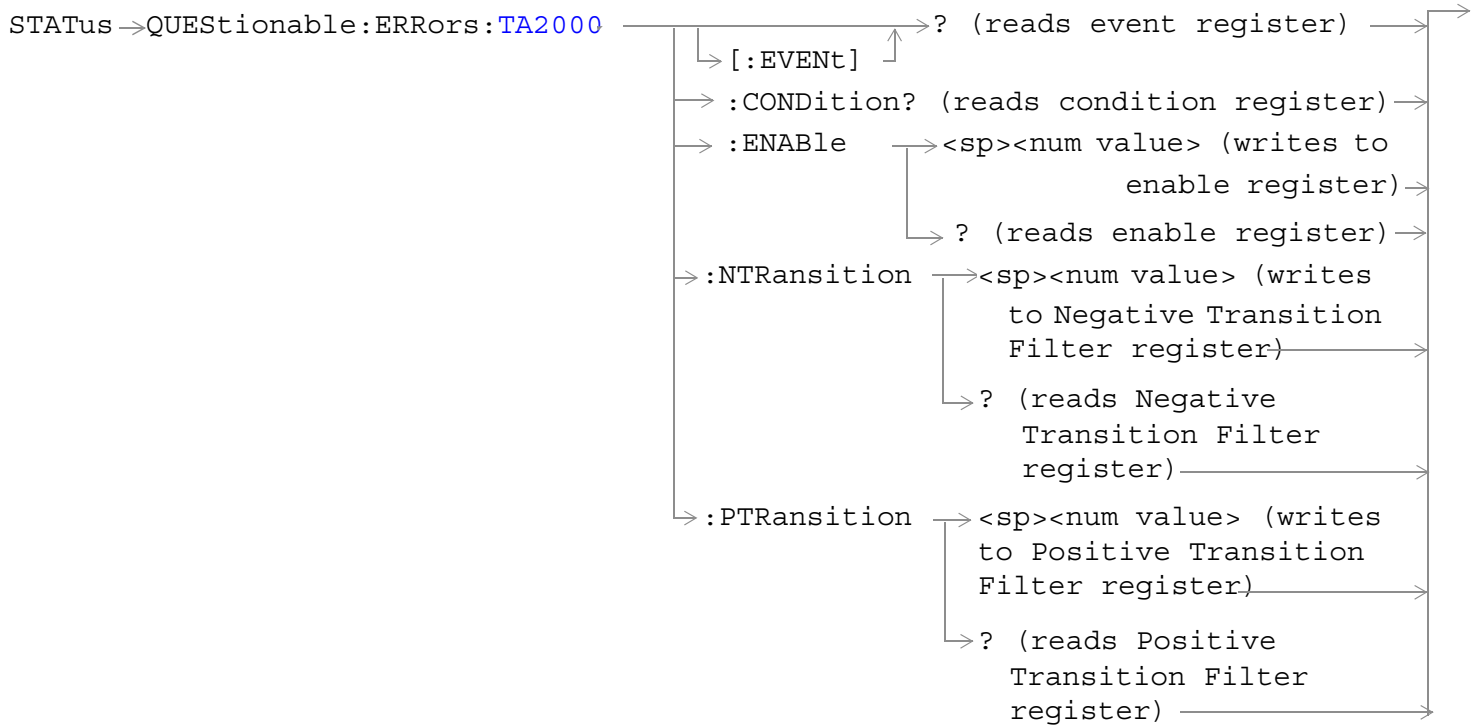 STATus QUEStionable:ERRors:TA2000 ? (reads event register)
[:EVENt]
:CONDition? (reads condition register)
:ENABle <sp><num value> (writes to
enable register)
? (reads enable register)
:NTRansition <sp><num value> (writes
to Negative Transition
Filter register)
? (reads Negative
Transition Filter
register)
:PTRansition <sp><num value> (writes
to Positive Transition
Filter register)
? (reads Positive
Transition Filter
register)